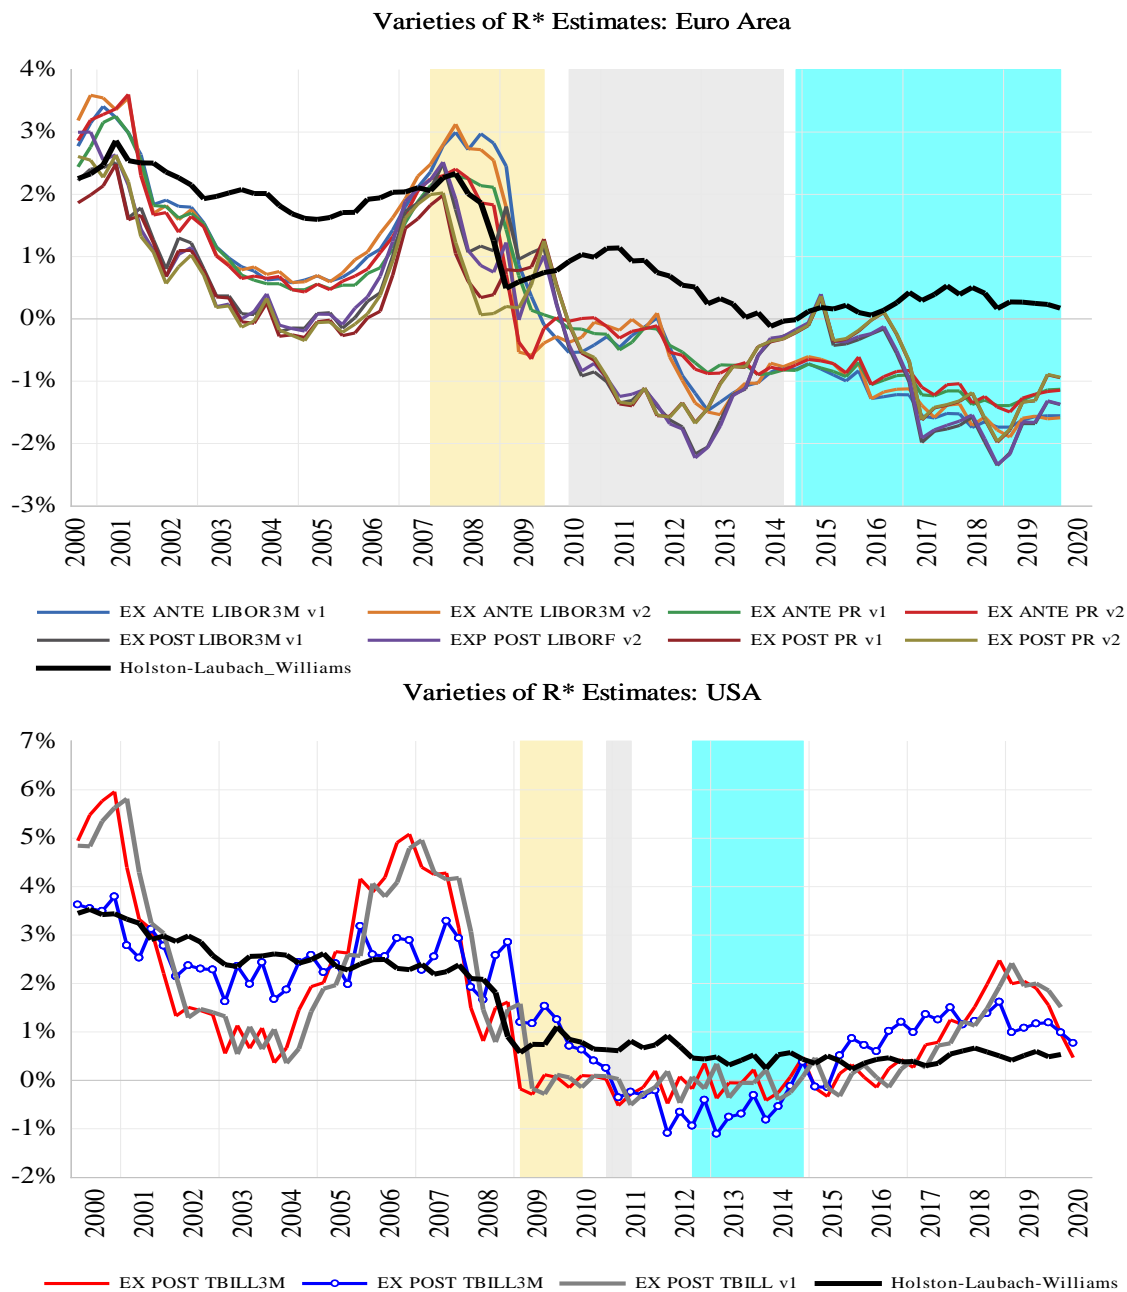 Varieties of R* Estimates: Euro Area
4%
3%
2%
1%
0%
-1%
-2%
-3%
2000 2001 2002 2003 2004 2005 2006 2007 2008 2009 2010 2011 2012 2013 2014 2015 2016 2017 2018 2019 2020
EX ANTE LIBOR3M v1 EX ANTE LIBOR3M v2 EX ANTE PR v1 EX ANTE PR v2
EX POST LIBOR3M v1 EXP POST LIBORF v2 EX POST PR v1 EX POST PR v2
Holston-Laubach_Williams
Varieties of R* Estimates: USA
7%
6%
5%
4%
3%
2%
1%
0%
-1%
-2%
2000 2001 2002 2003 2004 2005 2006 2007 2008 2009 2010 2011 2012 2013 2014 2015 2016 2017 2018 2019 2020
EX POST TBILL3M EX POST TBILL3M EX POST TBILL v1 Holston-Laubach-Williams